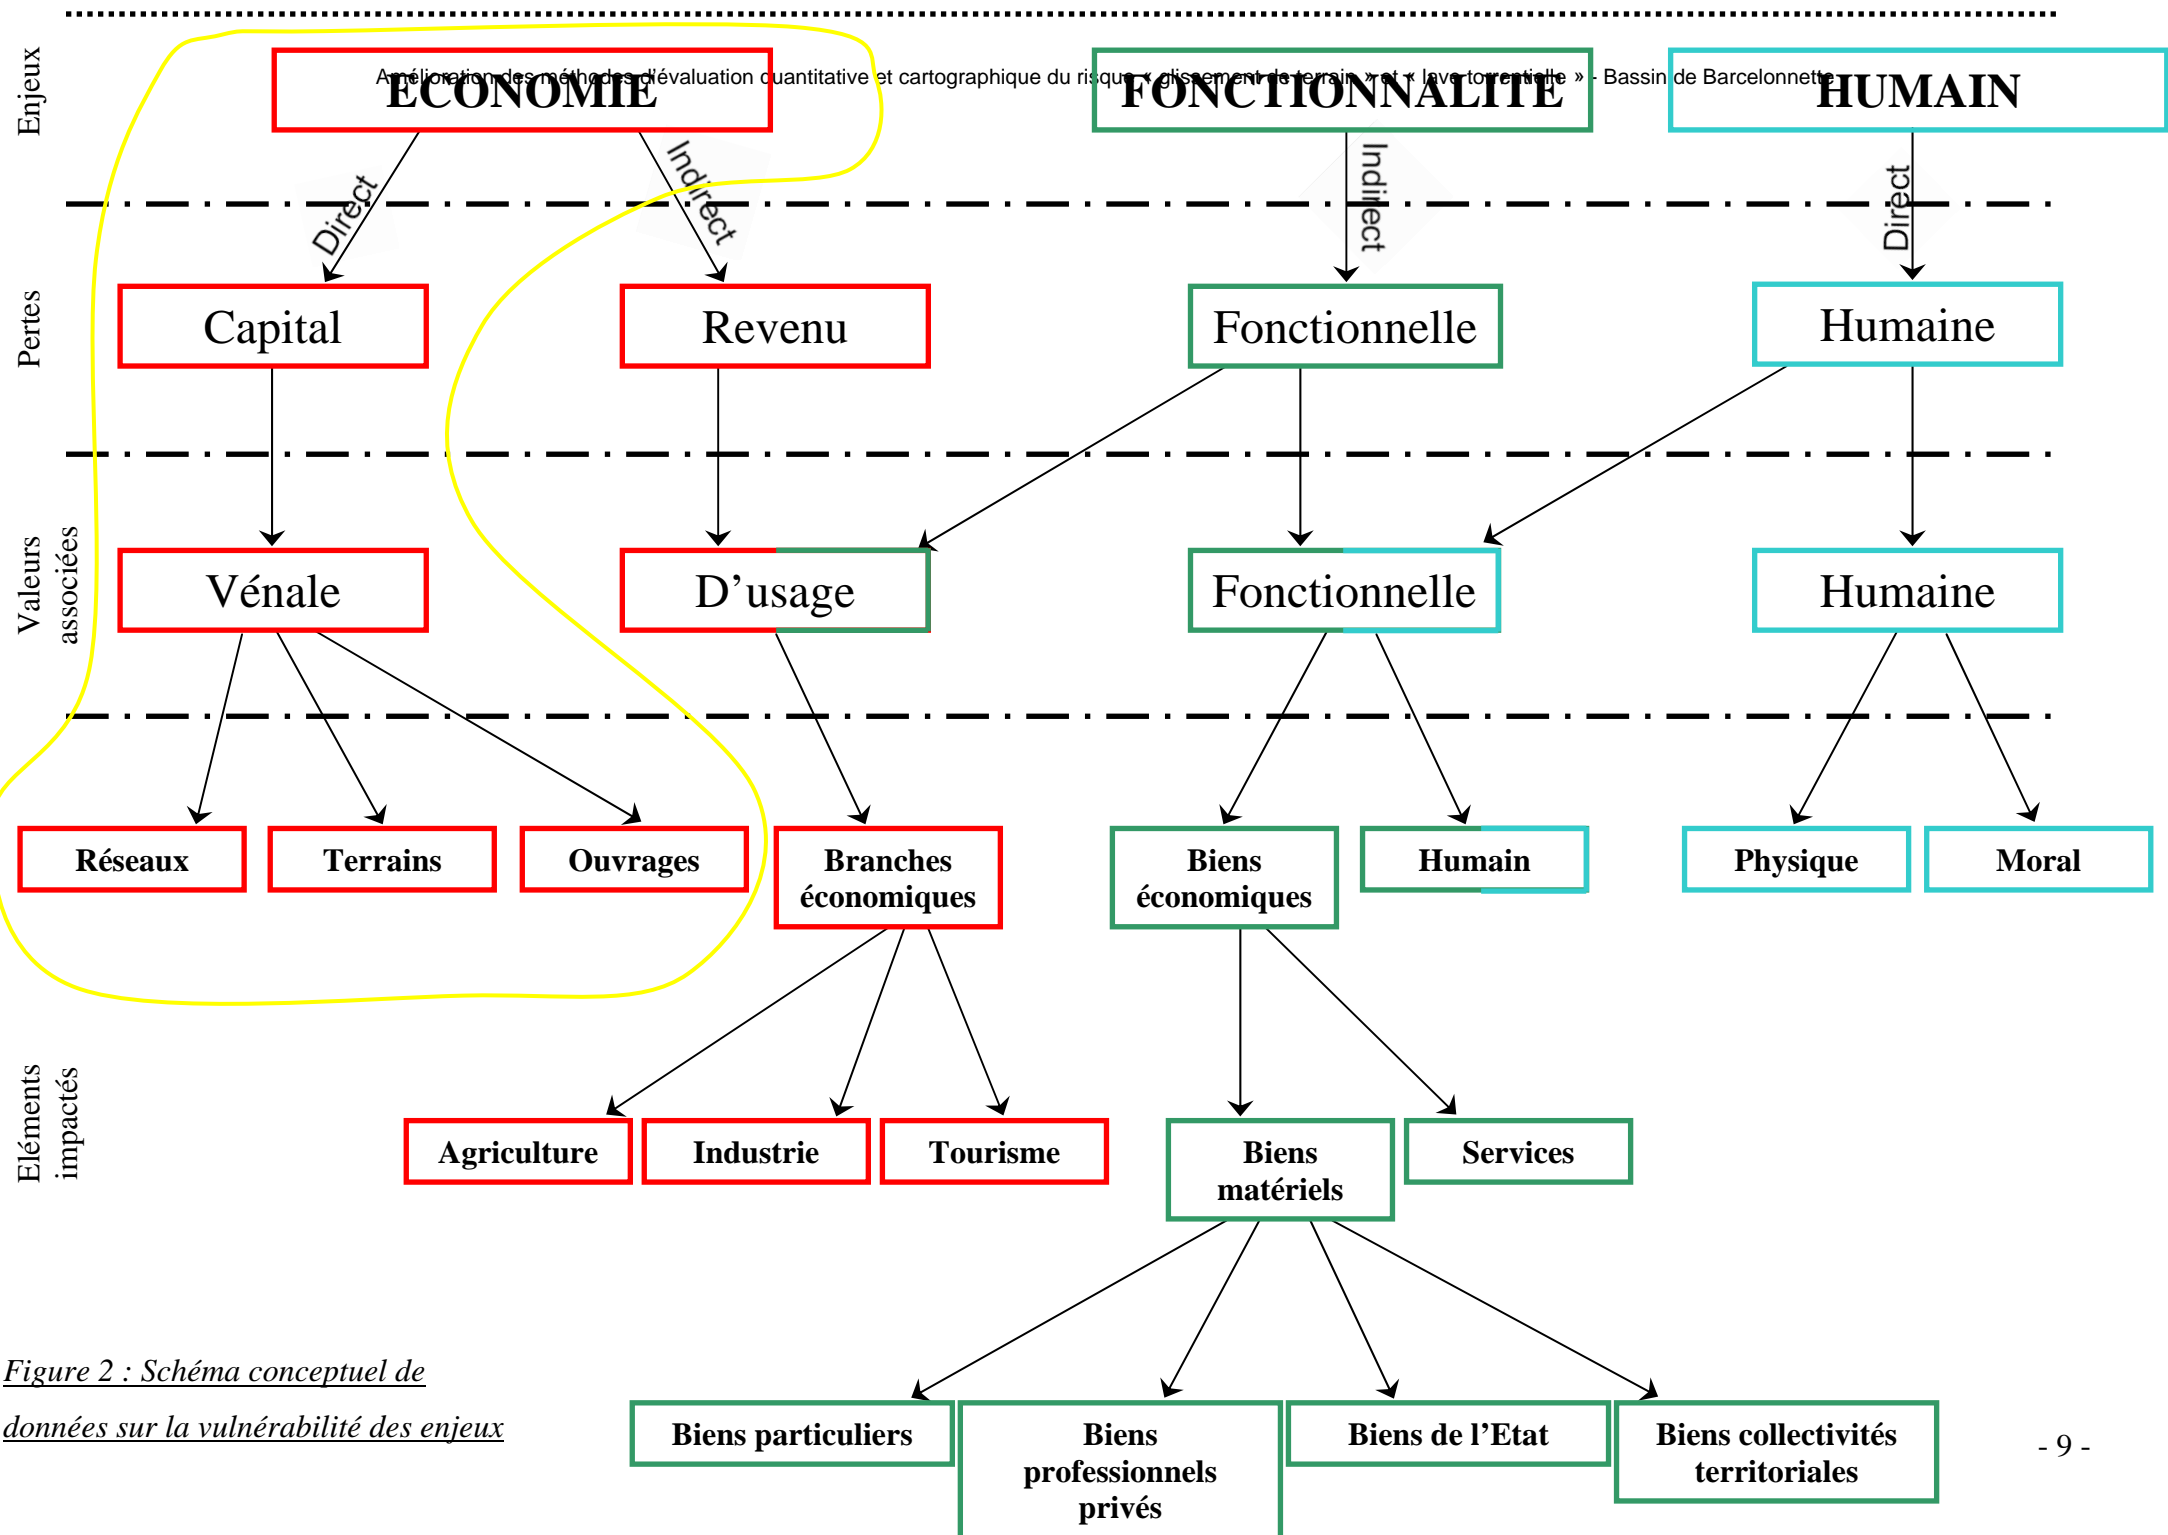 Amélioration des méthodes d'évaluation quantitative et cartographique du risque « glissement de terrain » et « lave torrentielle » - Bassin de Barcelonnette
Enjeux
ECONOMIE
FONCTIONNALITE
HUMAIN
Direct
Indirect
Indirect
Direct
Pertes
Capital
Revenu
Fonctionnelle
Humaine
Valeurs
associées
Vénale
D'usage
Fonctionnelle
Humaine
Réseaux
Terrains
Ouvrages
Branches
économiques
Biens
économiques
Humain
Physique
Moral
Eléments
impactés
Agriculture
Industrie
Tourisme
Biens
matériels
Services
Biens particuliers
Biens
professionnels
privés
Biens de l'Etat
Biens collectivités
territoriales
Figure 2 : Schéma conceptuel de
données sur la vulnérabilité des enjeux
- 9 -